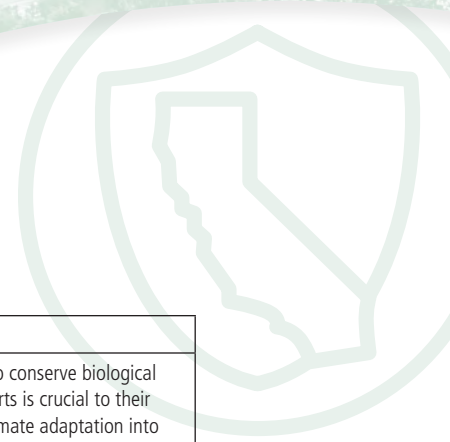 o conserve biological
rts is crucial to their
mate adaptation into